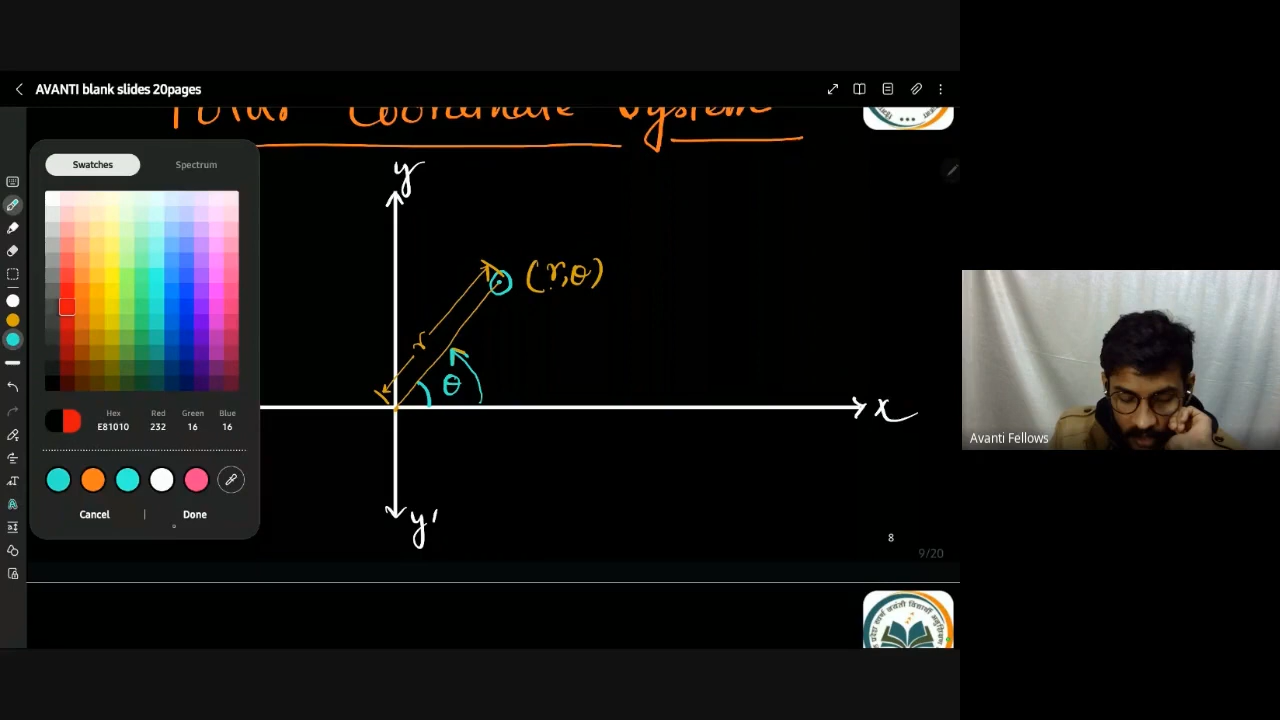 AVANTI blank slides 20pages
Polar Coordinate System
Swatches Spectrum
y
(r,θ)
r
θ
x
Hex Red Green Blue
E81010 232 16 16
Cancel | Done
y'
8
9/20
Avanti Fellows